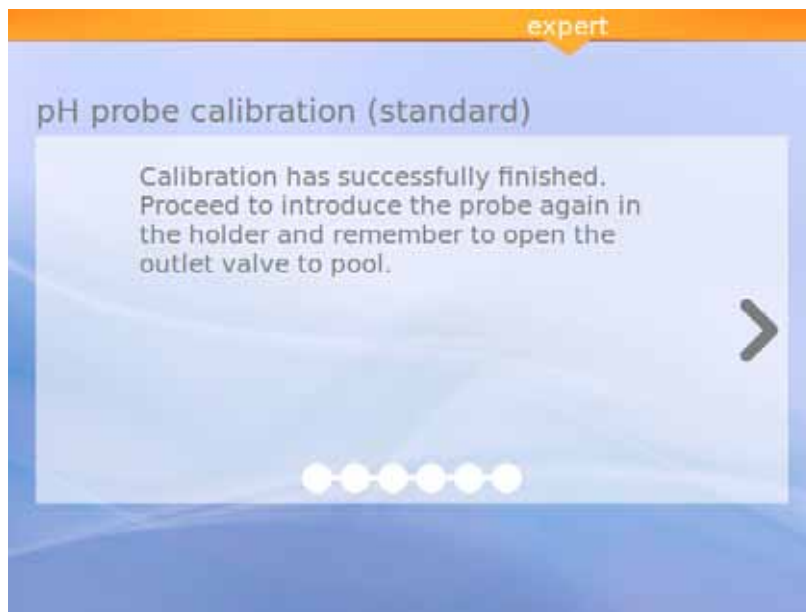 expert
pH probe calibration (standard)
Calibration has successfully finished.
Proceed to introduce the probe again in
the holder and remember to open the
outlet valve to pool.